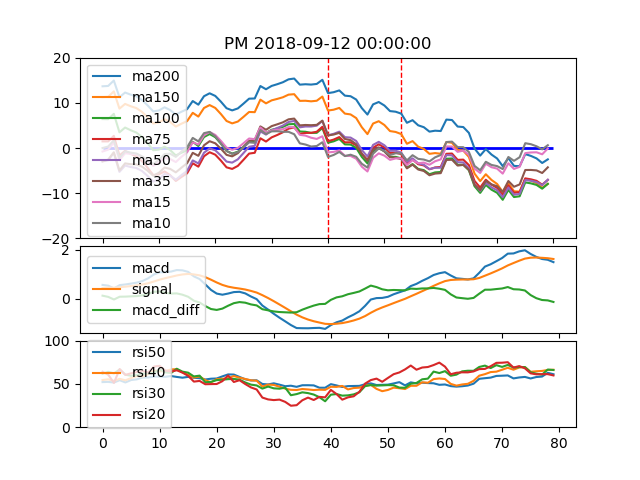 PM 2018-09-12 00:00:00
20
10
0
−10
−20
ma200
ma150
ma100
ma75
ma50
ma35
ma15
ma10
2
0
macd
signal
macd_diff
100
50
0
rsi50
rsi40
rsi30
rsi20
0 10 20 30 40 50 60 70 80